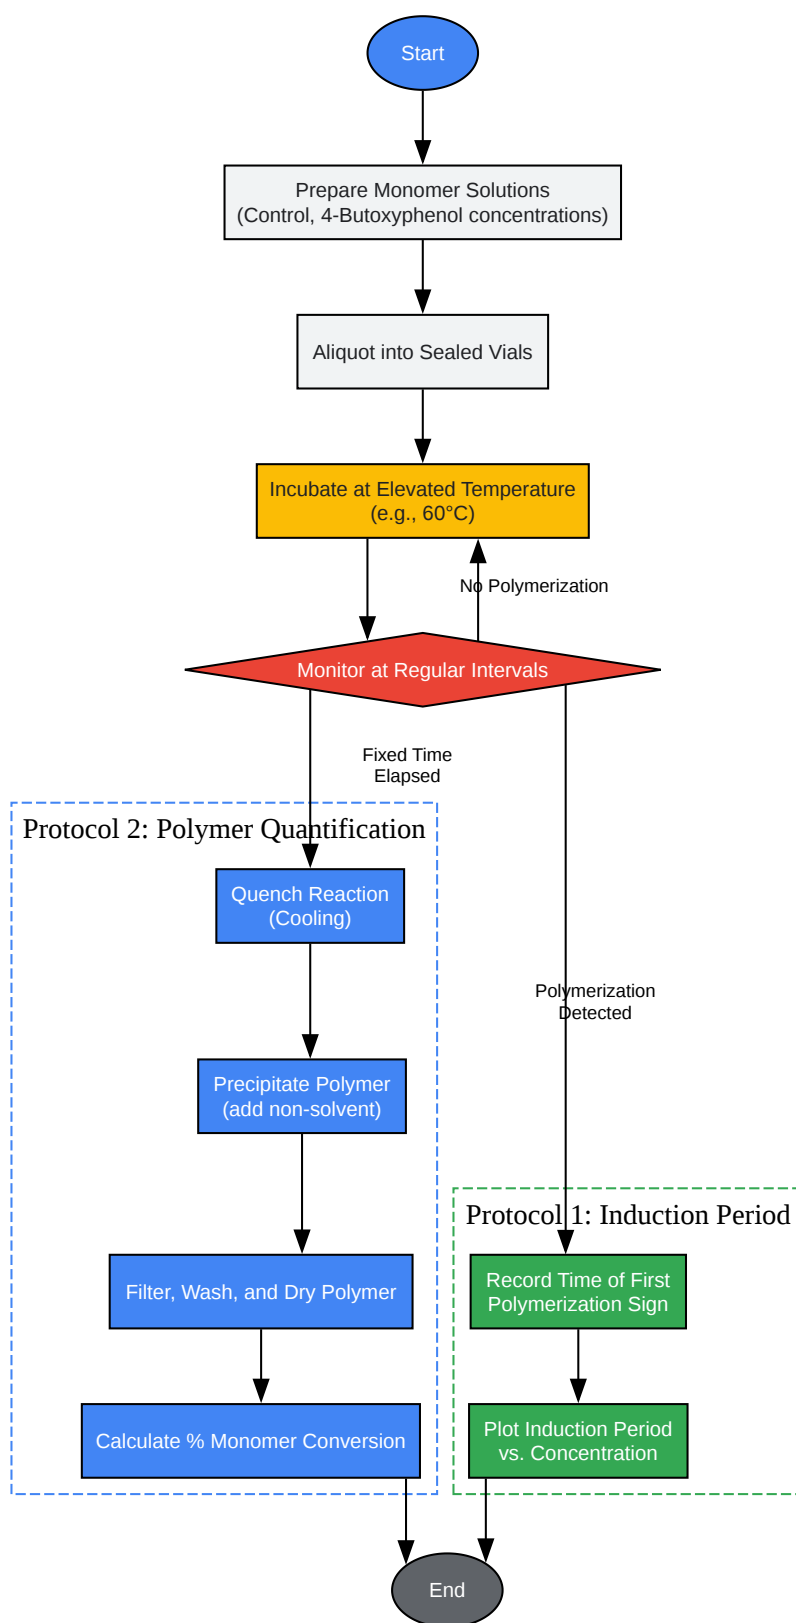 Start
Prepare Monomer Solutions
(Control, 4-Butoxyphenol concentrations)
Aliquot into Sealed Vials
Incubate at Elevated Temperature
(e.g., 60°C)
No Polymerization
Monitor at Regular Intervals
Fixed Time
Elapsed
Protocol 2: Polymer Quantification
Quench Reaction
(Cooling)
Polymerization
Detected
Precipitate Polymer
(add non-solvent)
Protocol 1: Induction Period
Filter, Wash, and Dry Polymer
Record Time of First
Polymerization Sign
Calculate % Monomer Conversion
Plot Induction Period
vs. Concentration
End